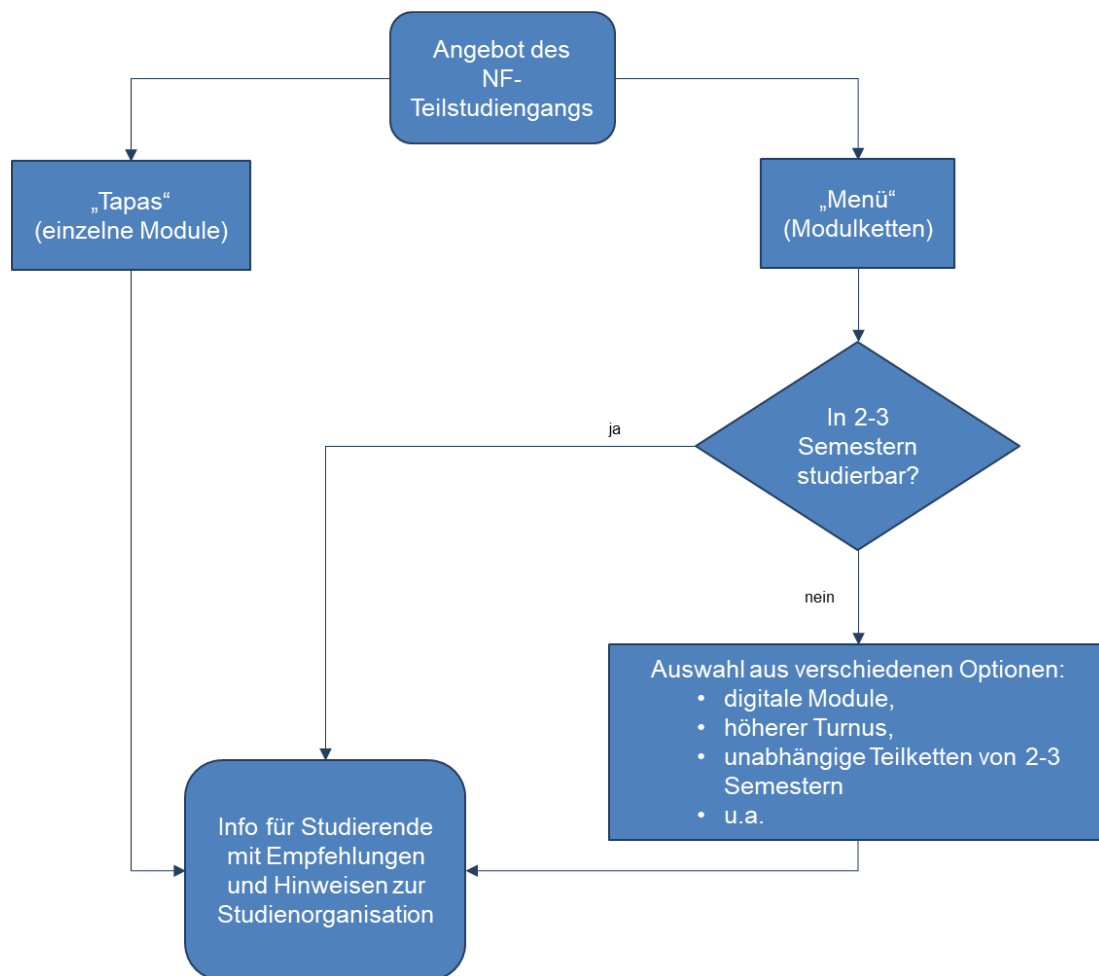 Angebot des
NF-
Teilstudiengangs
„Tapas“
(einzelne Module)
„Menü“
(Modulketten)
In 2-3
Semestern
studierbar?
ja
nein
Auswahl aus verschiedenen Optionen:
• digitale Module,
• höherer Turnus,
• unabhängige Teilketten von 2-3
Semestern
• u.a.
Info für Studierende
mit Empfehlungen
und Hinweisen zur
Studienorganisation